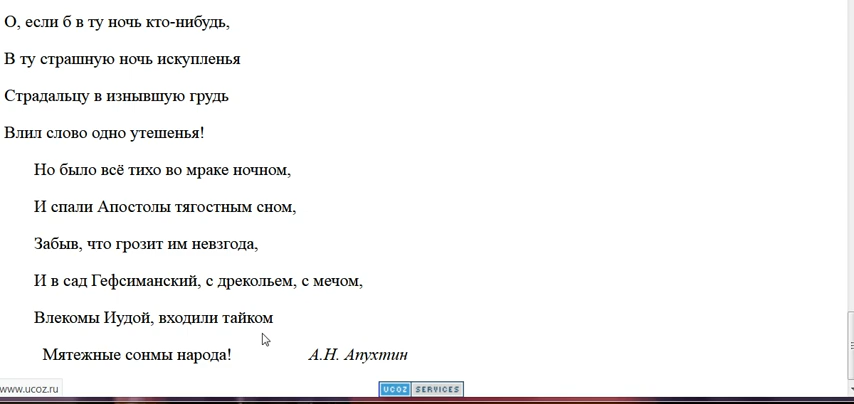 О, если б в ту ночь кто-нибудь,
В ту страшную ночь искупленья
Страдальцу в изнывшую грудь
Влил слово одно утешенья!
Но было всё тихо во мраке ночном,
И спали Апостолы тягостным сном,
Забыв, что грозит им невзгода,
И в сад Гефсиманский, с дрекольем, с мечом,
Влекомы Иудой, входили тайком
Мятежные сонмы народа! А.Н. Апухтин
www.ucoz.ru
UCOZ SERVICES